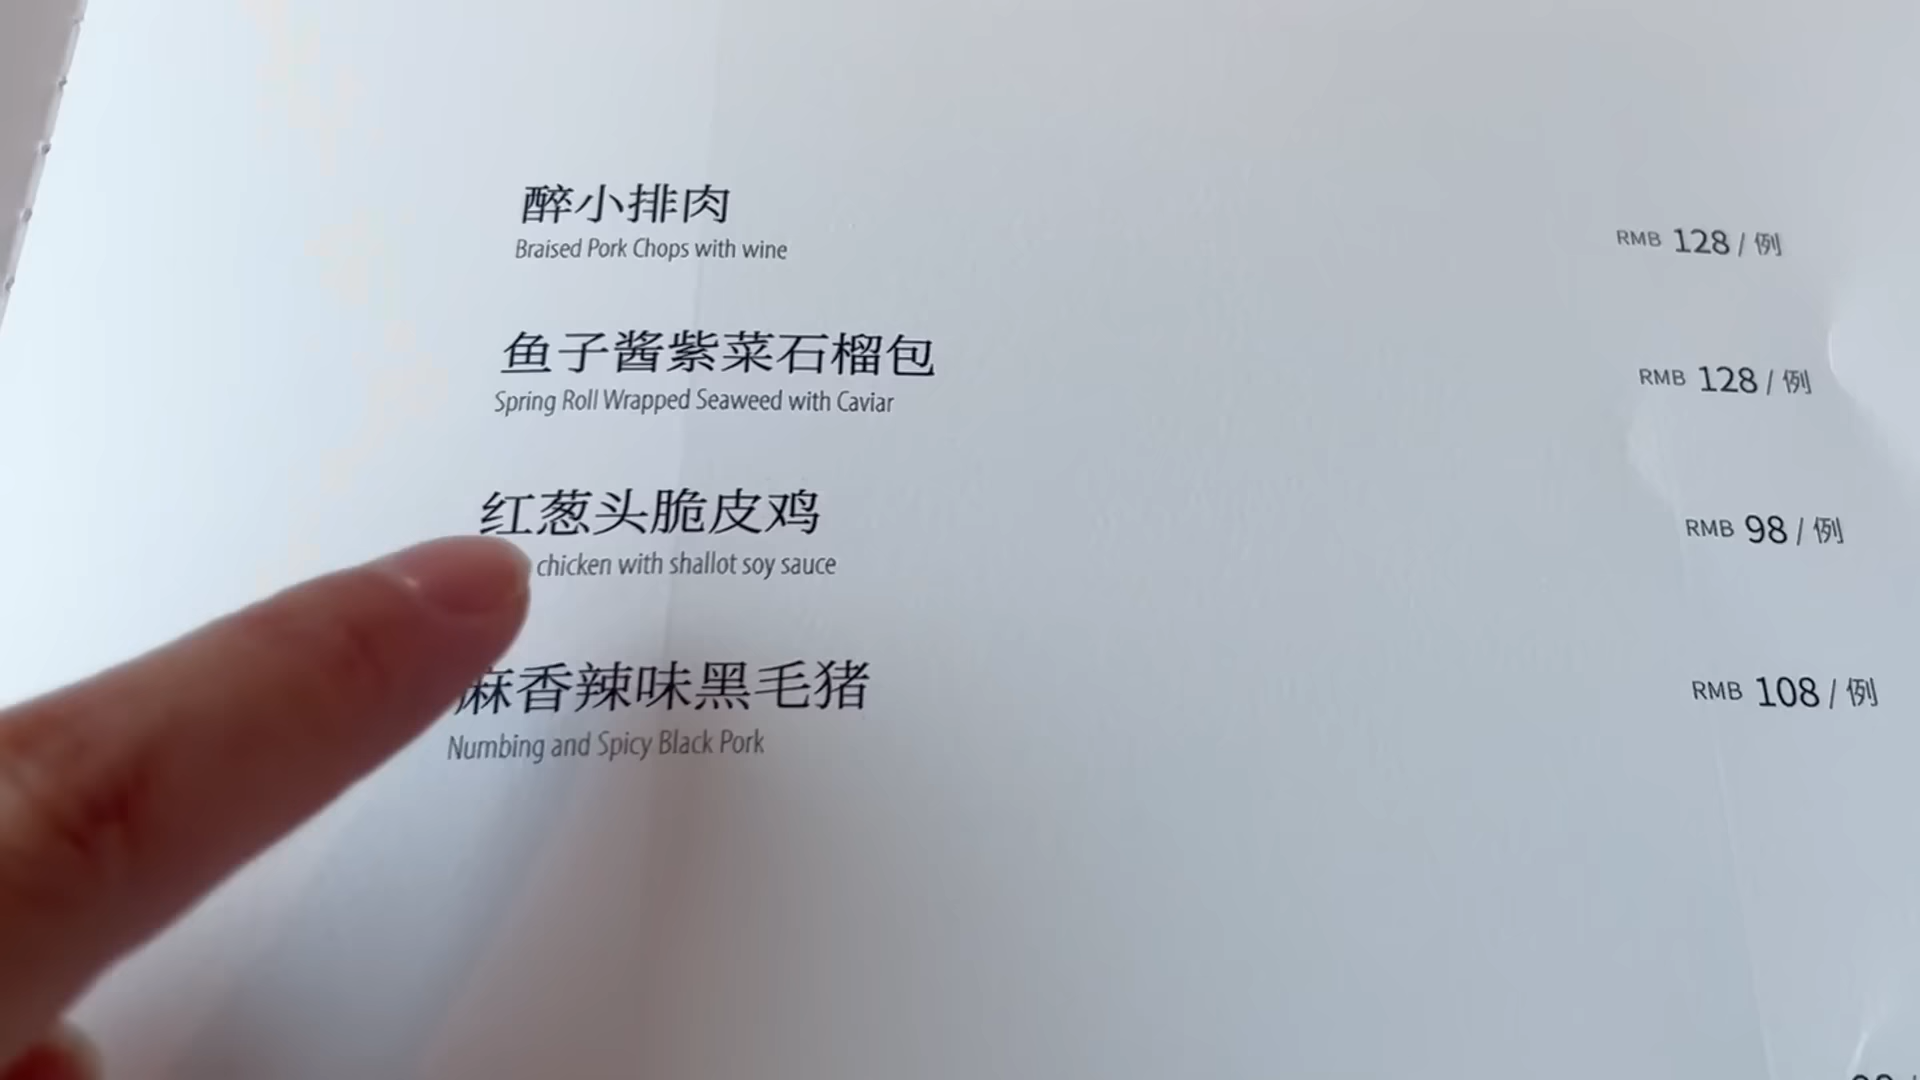 醉小排肉
Braised Pork Chops with wine
RMB 128 / 例
鱼子酱紫菜石榴包
Spring Roll Wrapped Seaweed with Caviar
RMB 128 / 例
红葱头脆皮鸡
chicken with shallot soy sauce
RMB 98 / 例
麻香辣味黑毛猪
Numbing and Spicy Black Pork
RMB 108 / 例